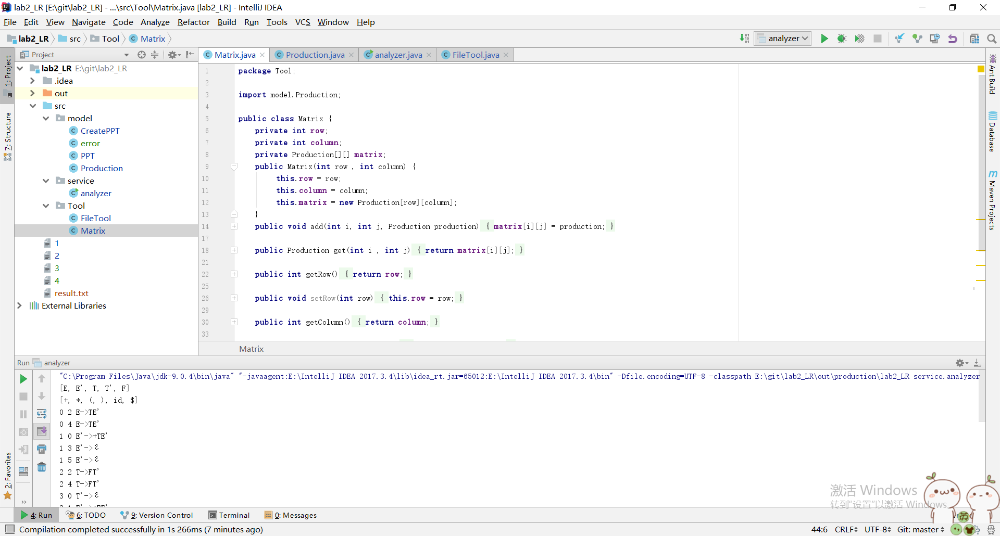 lab2_LR [E:\git\lab2_LR] - ...\src\Tool\Matrix.java [lab2_LR] - IntelliJ IDEA
File Edit View Navigate Code Analyze Refactor Build Run Tools VCS Window Help
lab2_LR src Tool Matrix
analyzer
Project
Matrix.java Production.java analyzer.java FileTool.java
1: Project
7: Structure
2: Favorites
lab2_LR E:\git\lab2_LR
.idea
out
src
model
CreatePPT
error
PPT
Production
service
analyzer
Tool
FileTool
Matrix
1
2
3
4
result.txt
External Libraries
1 package Tool;
2
3 import model.Production;
4
5 public class Matrix {
6 private int row;
7 private int column;
8 private Production[][] matrix;
9 public Matrix(int row , int column) {
10 this.row = row;
11 this.column = column;
12 this.matrix = new Production[row][column];
13 }
14 public void add(int i, int j, Production production) { matrix[i][j] = production; }
17
18 public Production get(int i , int j) { return matrix[i][j]; }
21
22 public int getRow() { return row; }
25
26 public void setRow(int row) { this.row = row; }
29
30 public int getColumn() { return column; }
33
Matrix
Ant Build
Database
Maven Projects
Run analyzer
"C:\Program Files\Java\jdk-9.0.4\bin\java" "-javaagent:E:\IntelliJ IDEA 2017.3.4\lib\idea_rt.jar=65012:E:\IntelliJ IDEA 2017.3.4\bin" -Dfile.encoding=UTF-8 -classpath E:\git\lab2_LR\out\production\lab2_LR service.analyzer
[E, E', T, T', F]
[+, *, (, ), id, $]
0 2 E->TE'
0 4 E->TE'
1 0 E'->+TE'
1 3 E'->ε
1 5 E'->ε
2 2 T->FT'
2 4 T->FT'
3 0 T'->ε
激活 Windows
转到“设置”以激活 Windows。
4: Run 6: TODO 9: Version Control Terminal 0: Messages
Compilation completed successfully in 1s 266ms (7 minutes ago)
44:6 CRLF UTF-8 Git: master